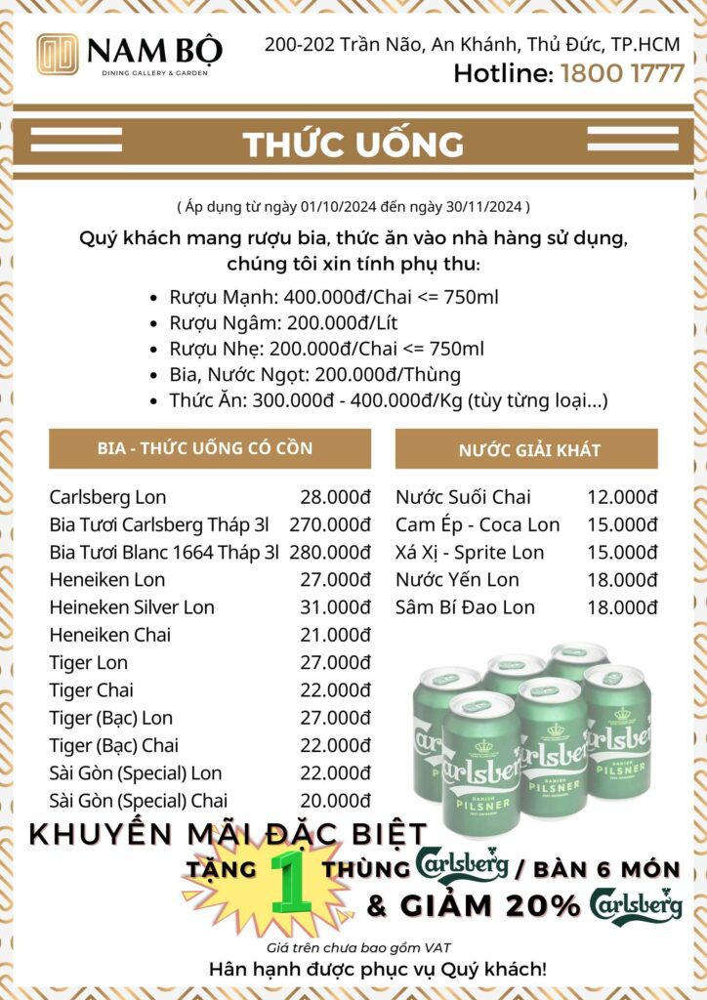 NAM BỘ
DINING GALLERY & GARDEN
200-202 Trần Não, An Khánh, Thủ Đức, TP.HCM
Hotline: 1800 1777
THỨC UỐNG
( Áp dụng từ ngày 01/10/2024 đến ngày 30/11/2024 )
Quý khách mang rượu bia, thức ăn vào nhà hàng sử dụng,
chúng tôi xin tính phụ thu:
• Rượu Mạnh: 400.000đ/Chai <= 750ml
• Rượu Ngâm: 200.000đ/Lít
• Rượu Nhẹ: 200.000đ/Chai <= 750ml
• Bia, Nước Ngọt: 200.000đ/Thùng
• Thức Ăn: 300.000đ - 400.000đ/Kg (tùy từng loại...)
BIA - THỨC UỐNG CÓ CỒN
Carlsberg Lon 28.000đ
Bia Tươi Carlsberg Tháp 3l 270.000đ
Bia Tươi Blanc 1664 Tháp 3l 280.000đ
Heneiken Lon 27.000đ
Heineken Silver Lon 31.000đ
Heneiken Chai 21.000đ
Tiger Lon 27.000đ
Tiger Chai 22.000đ
Tiger (Bạc) Lon 27.000đ
Tiger (Bạc) Chai 22.000đ
Sài Gòn (Special) Lon 22.000đ
Sài Gòn (Special) Chai 20.000đ
NƯỚC GIẢI KHÁT
Nước Suối Chai 12.000đ
Cam Ép - Coca Lon 15.000đ
Xá Xị - Sprite Lon 15.000đ
Nước Yến Lon 18.000đ
Sâm Bí Đao Lon 18.000đ
Carlsberg
DANISH
PILSNER
KHUYẾN MÃI ĐẶC BIỆT
TẶNG 1 THÙNG Carlsberg / BÀN 6 MÓN
& GIẢM 20% Carlsberg
Giá trên chưa bao gồm VAT
Hân hạnh được phục vụ Quý khách!